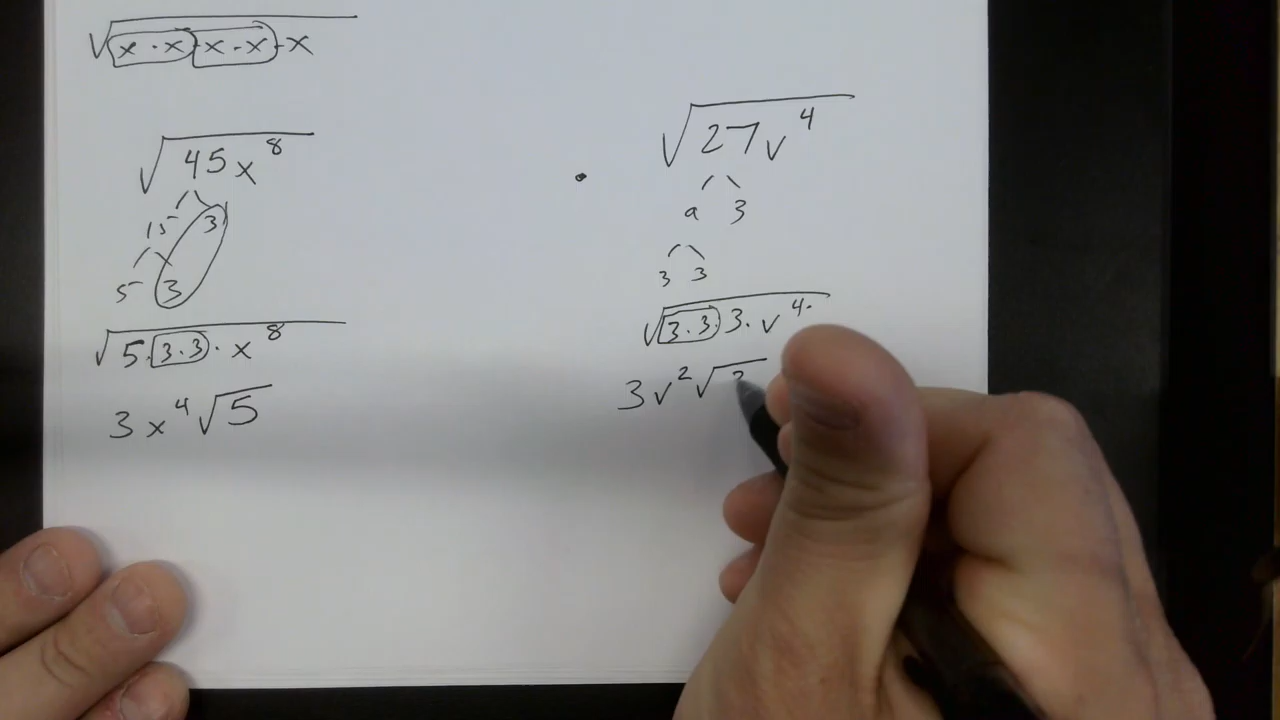 √x · x · x · x · x
√45x⁸
15 3
5 3
√5 · 3 · 3 · x⁸
3x⁴√5
√27v⁴
9 3
3 3
√3 · 3 · 3 · v⁴
3v²√3